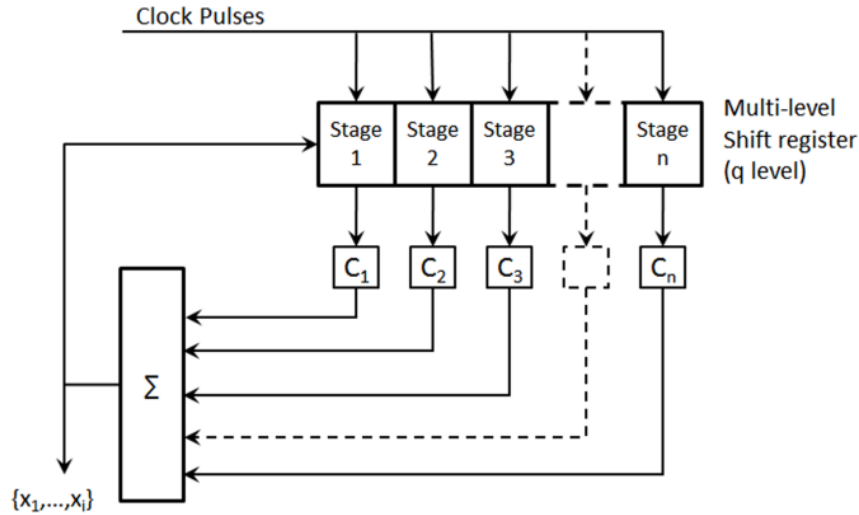 Clock Pulses
Stage
1
Stage
2
Stage
3
Stage
n
Multi-level
Shift register
(q level)
C₁
C₂
C₃
Cₙ
Σ
{x₁,...,xᵢ}